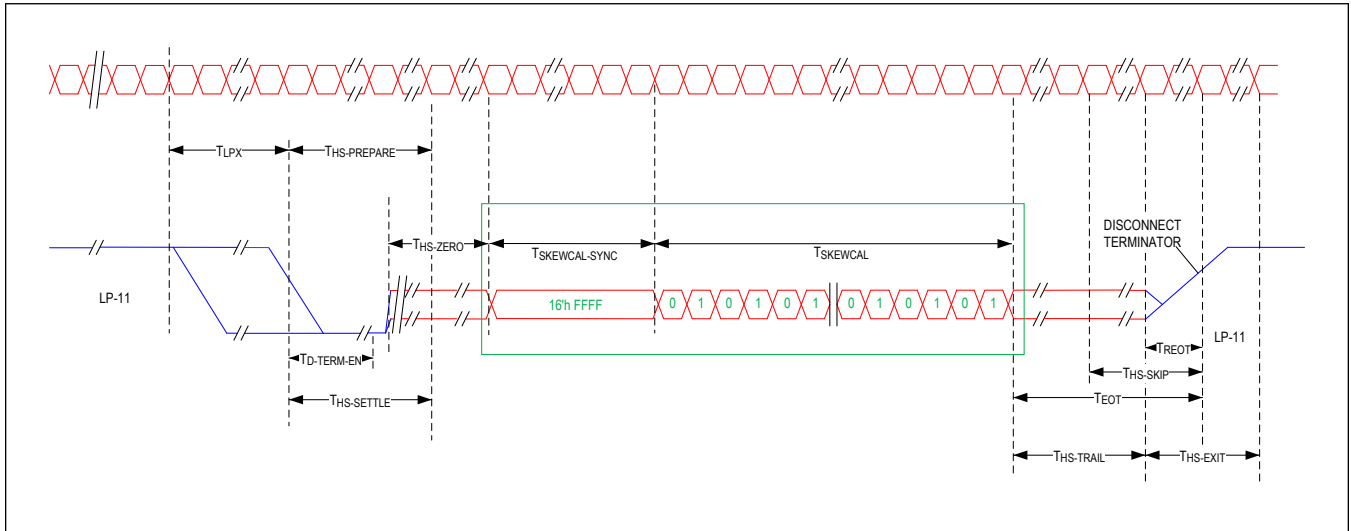 TLPX
THS-PREPARE
THS-ZERO
TSKEWCAL-SYNC
TSKEWCAL
DISCONNECT
TERMINATOR
LP-11
16'h FFFF
0 1 0 1 0 1 0 1 0 1 0 1
TD-TERM-EN
THS-SETTLE
TREOT
LP-11
THS-SKIP
TEOT
THS-TRAIL
THS-EXIT